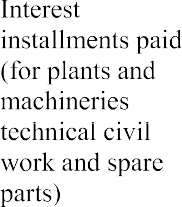 Interest
installments paid
(for plants and
machineries
technical civil
work and spare
parts)